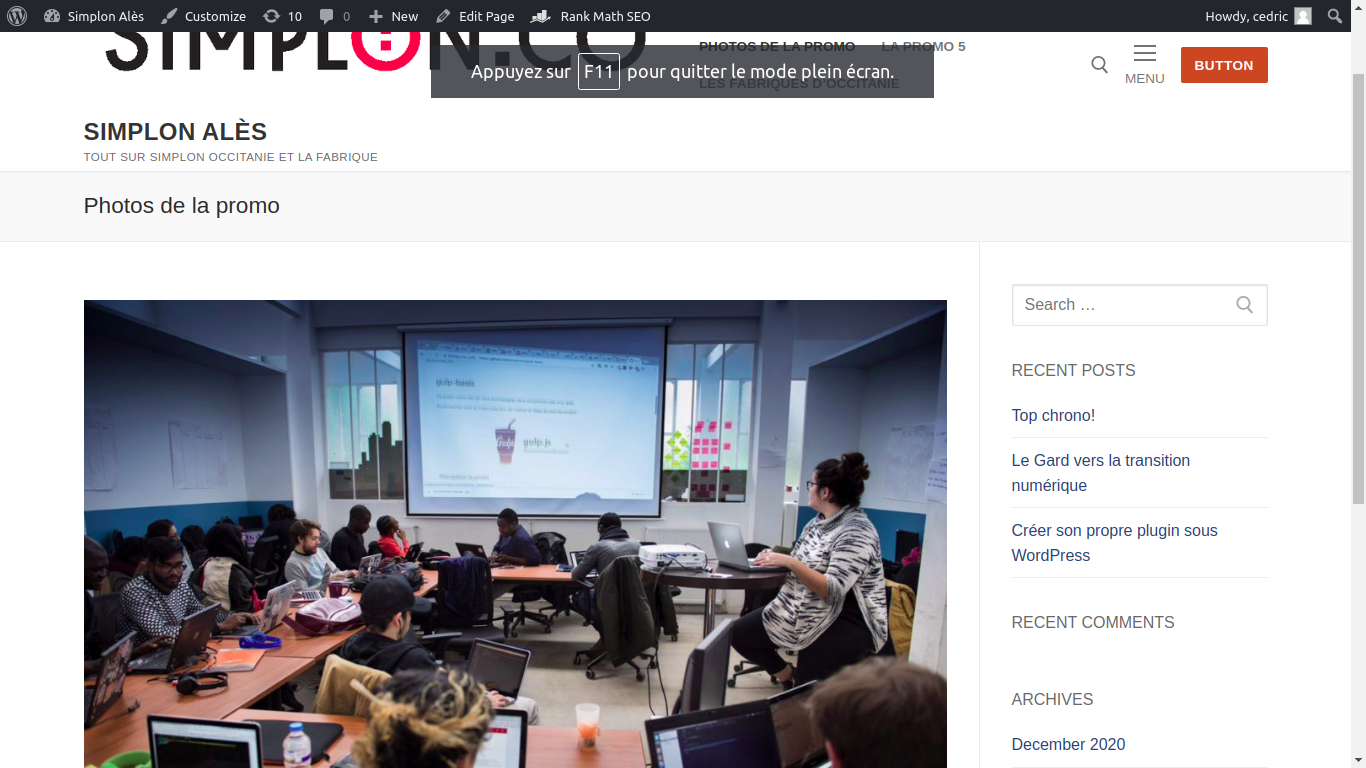 Simplon Alès Customize 10 0 New Edit Page Rank Math SEO Howdy, cedric
SIMPLON.CO
PHOTOS DE LA PROMO LA PROMO 5
LES FABRIQUES D'OCCITANIE
Appuyez sur F11 pour quitter le mode plein écran.
MENU
BUTTON
SIMPLON ALÈS
TOUT SUR SIMPLON OCCITANIE ET LA FABRIQUE
Photos de la promo
gulp-basis
Gulp
gulp.js
Search …
RECENT POSTS
Top chrono!
Le Gard vers la transition
numérique
Créer son propre plugin sous
WordPress
RECENT COMMENTS
ARCHIVES
December 2020